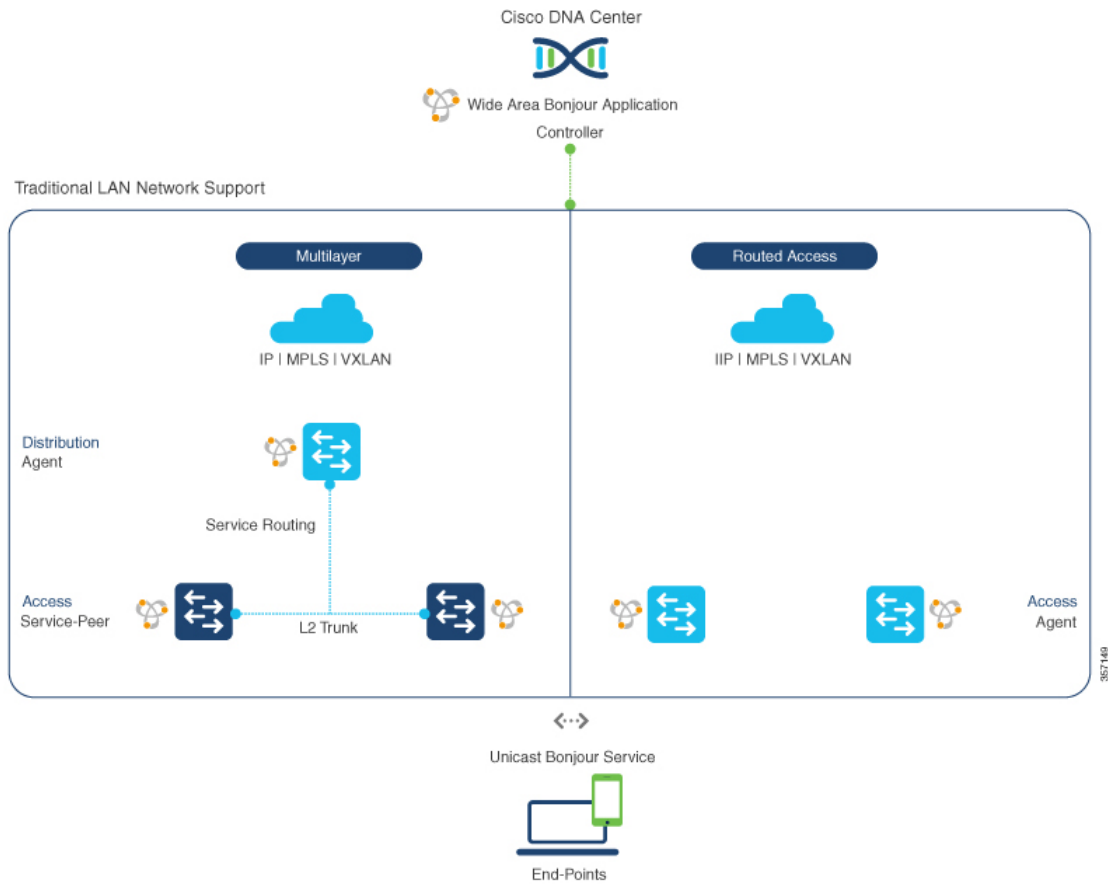 Cisco DNA Center
Wide Area Bonjour Application
Controller
Traditional LAN Network Support
Multilayer
Routed Access
IP | MPLS | VXLAN
IIP | MPLS | VXLAN
Distribution
Agent
Service Routing
Access
Service-Peer
L2 Trunk
Access
Agent
357149
Unicast Bonjour Service
End-Points